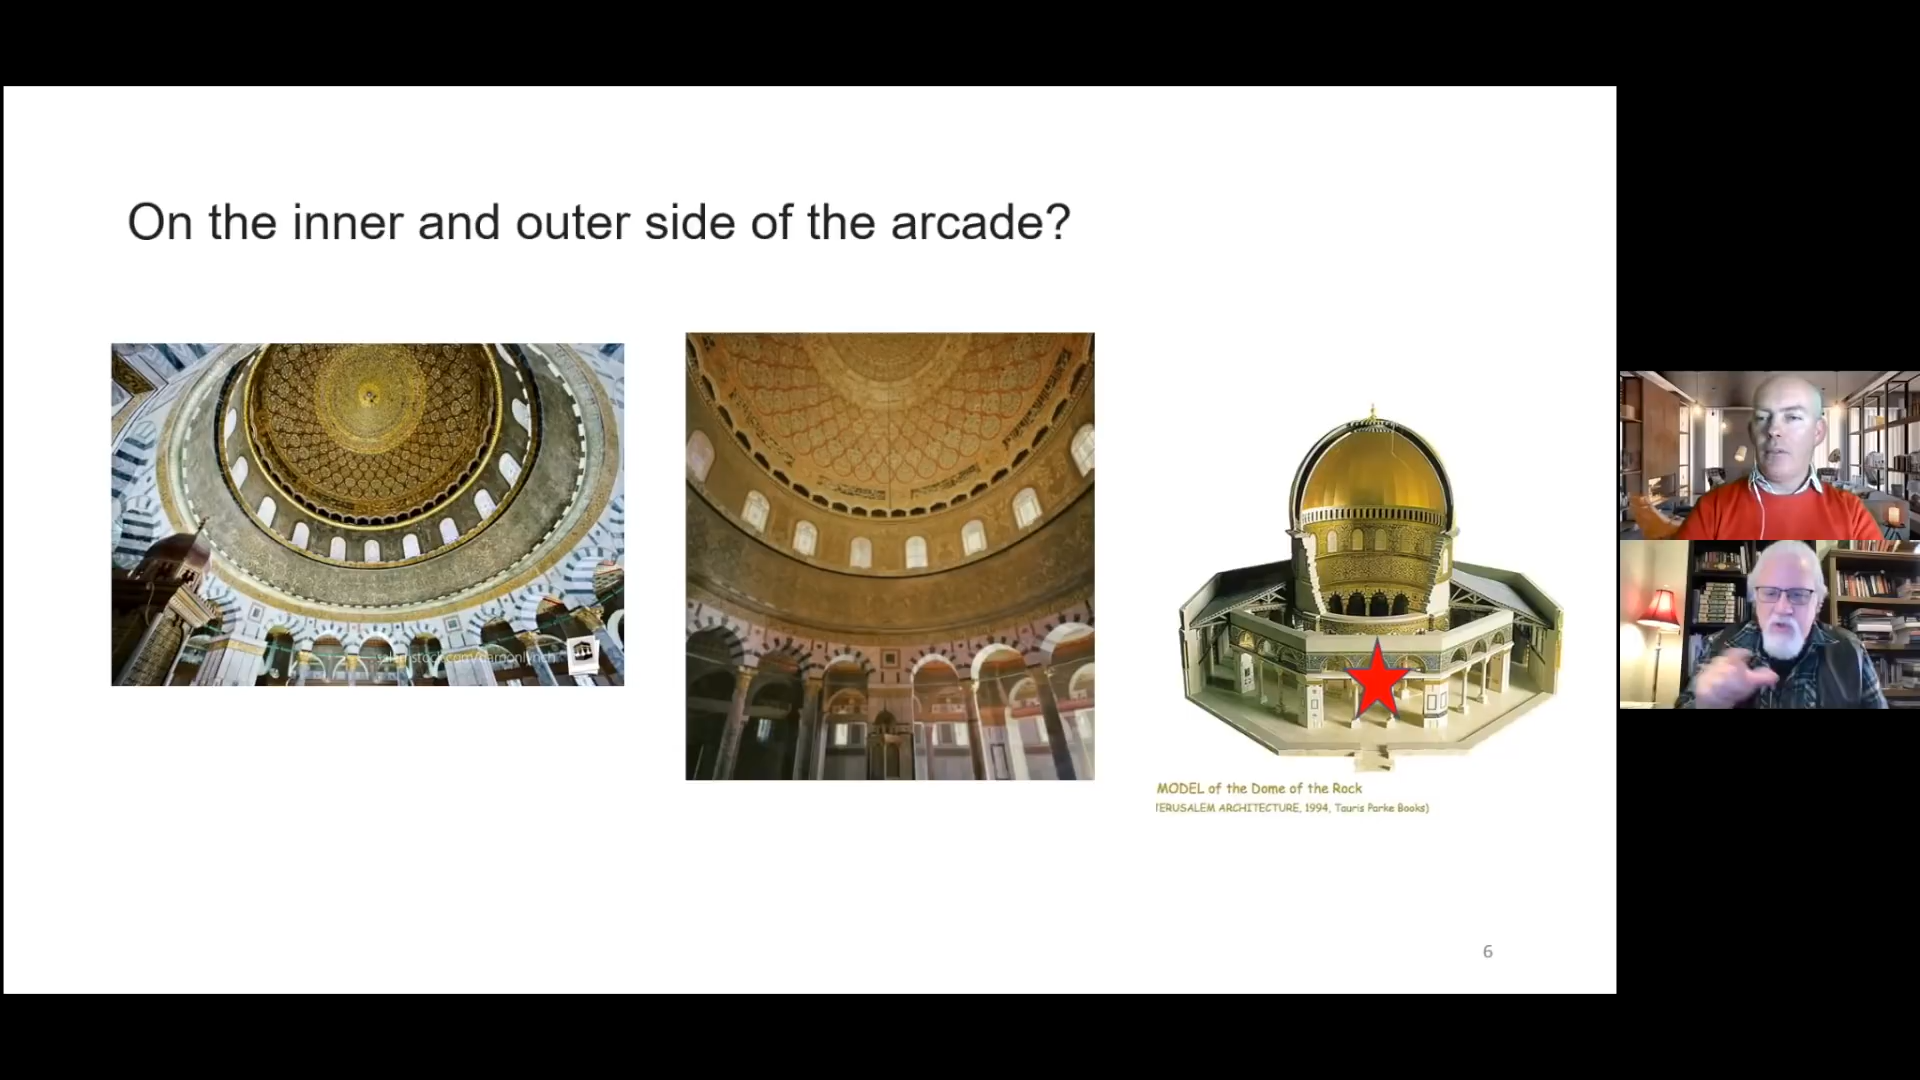 On the inner and outer side of the arcade?
MODEL of the Dome of the Rock
ERUSALEM ARCHITECTURE, 1994, Tauris Parke Books)
6